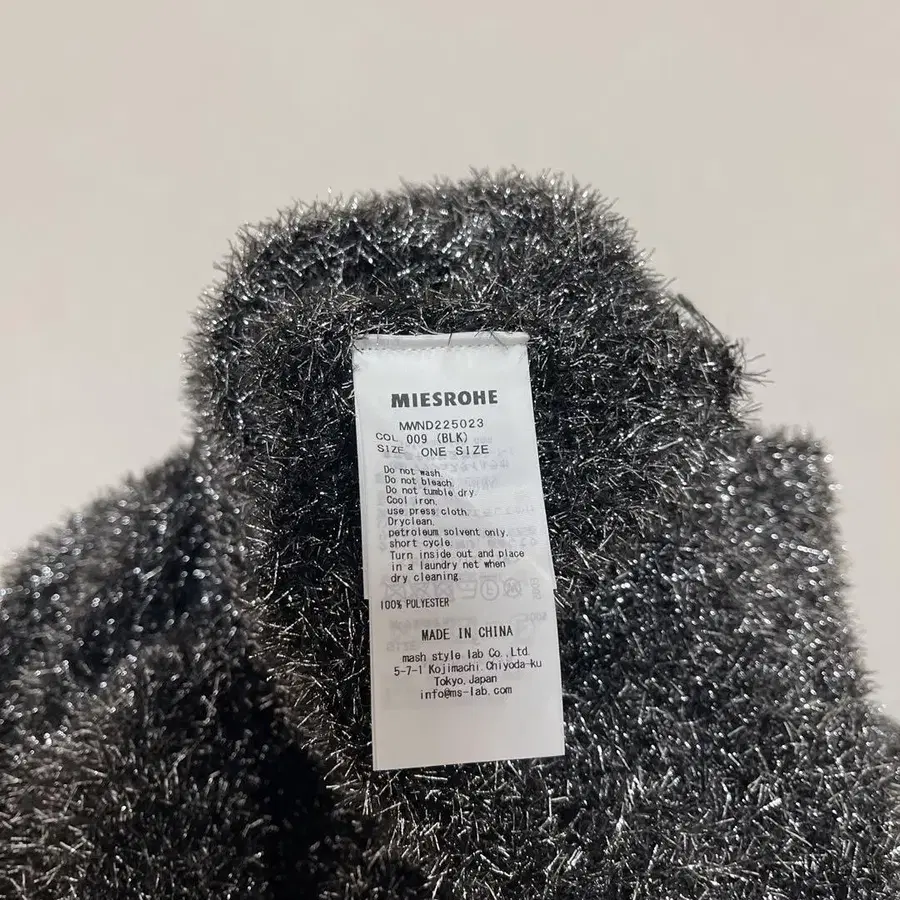 MIESROHE
MWND225023
COL 009 (BLK)
SIZE ONE SIZE
Do not wash.
Do not bleach.
Do not tumble dry.
Cool iron,
use press cloth.
Dryclean,
petroleum solvent only,
short cycle.
Turn inside out and place
in a laundry net when
dry cleaning.
100% POLYESTER
MADE IN CHINA
mash style lab Co.,Ltd.
5-7-1 Kojimachi,Chiyoda-ku
Tokyo,Japan
info@ms-lab.com